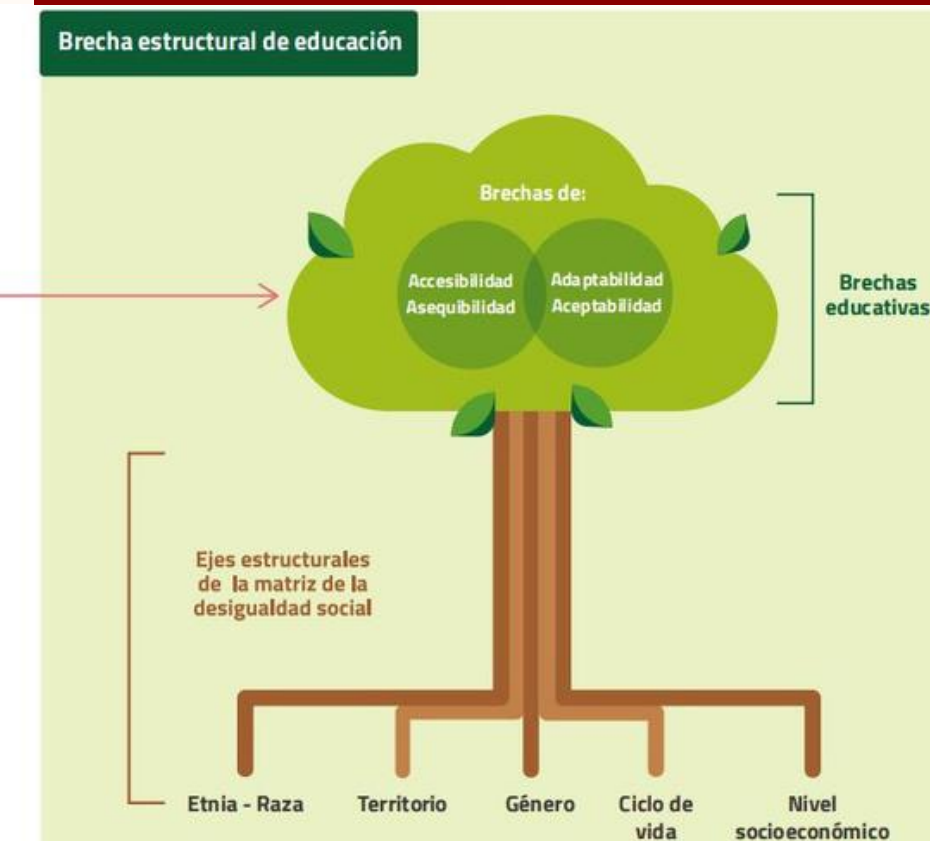 Brecha estructural de educación
Brechas de:
Accesibilidad
Asequibilidad
Adaptabilidad
Aceptabilidad
Brechas
educativas
Ejes estructurales
de la matriz de la
desigualdad social
Etnia - Raza
Territorio
Género
Ciclo de
vida
Nivel
socioeconómico